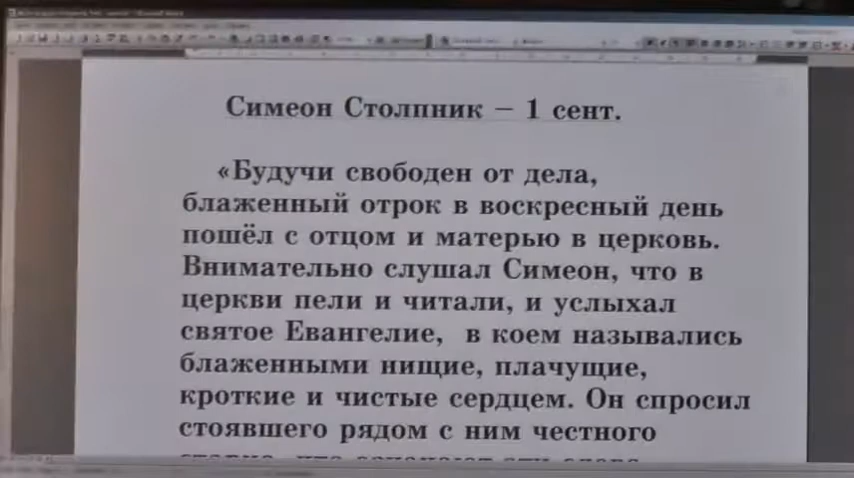 Симеон Столпник – 1 сент.
«Будучи свободен от дела,
блаженный отрок в воскресный день
пошёл с отцом и матерью в церковь.
Внимательно слушал Симеон, что в
церкви пели и читали, и услыхал
святое Евангелие, в коем назывались
блаженными нищие, плачущие,
кроткие и чистые сердцем. Он спросил
стоявшего рядом с ним честного